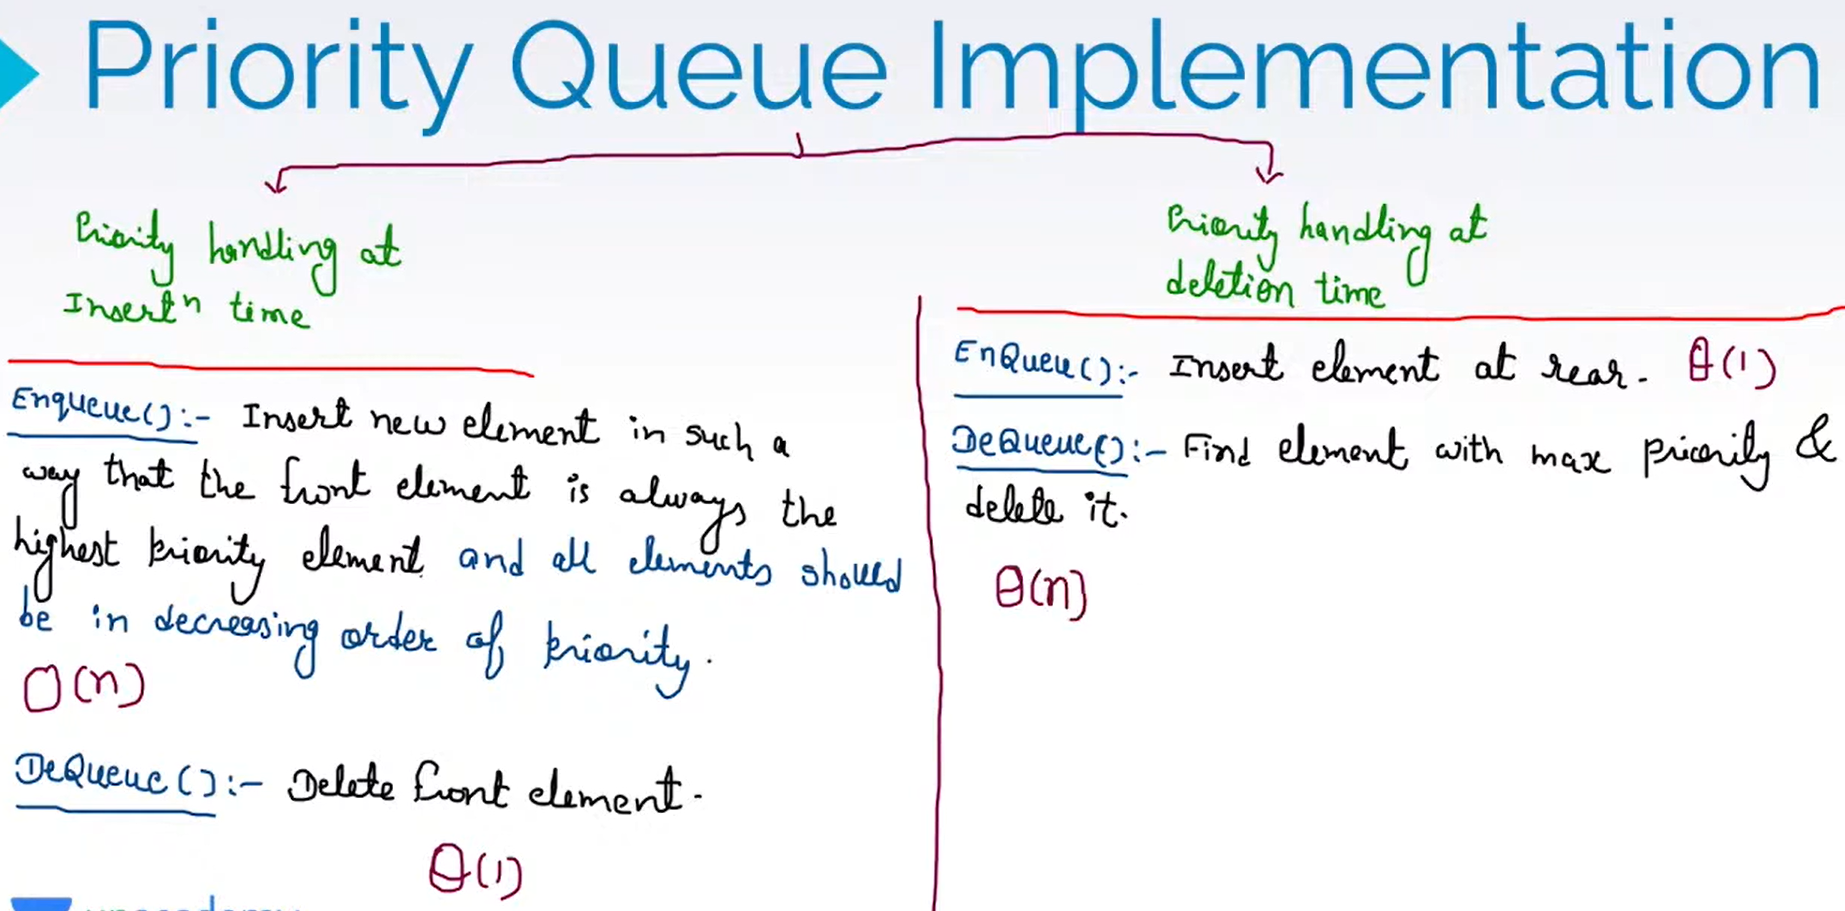 Priority Queue Implementation
Priority handling at
Insertⁿ time
Enqueue():- Insert new element in such a
way that the front element is always the
highest priority element and all elements should
be in decreasing order of priority.
O(n)
DeQueue():- Delete front element.
θ(1)
Priority handling at
deletion time
EnQueue():- Insert element at rear. θ(1)
DeQueue():- Find element with max priority &
delete it.
θ(n)